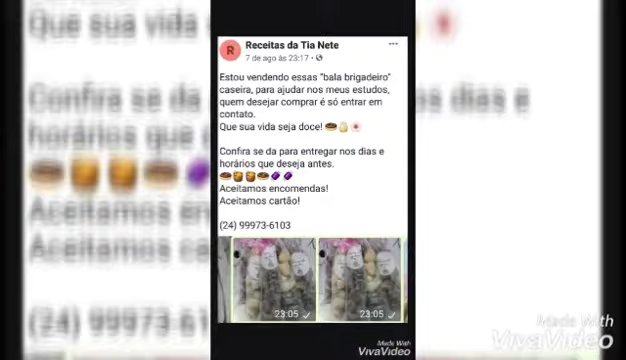 Receitas da Tia Nete
7 de ago às 23:17
Estou vendendo essas "bala brigadeiro"
caseira, para ajudar nos meus estudos,
quem desejar comprar é só entrar em
contato.
Que sua vida seja doce!
Confira se da para entregar nos dias e
horários que deseja antes.
Aceitamos encomendas!
Aceitamos cartão!
(24) 99973-6103
23:05
23:05
Made With
VivaVideo
Made With
VivaVideo